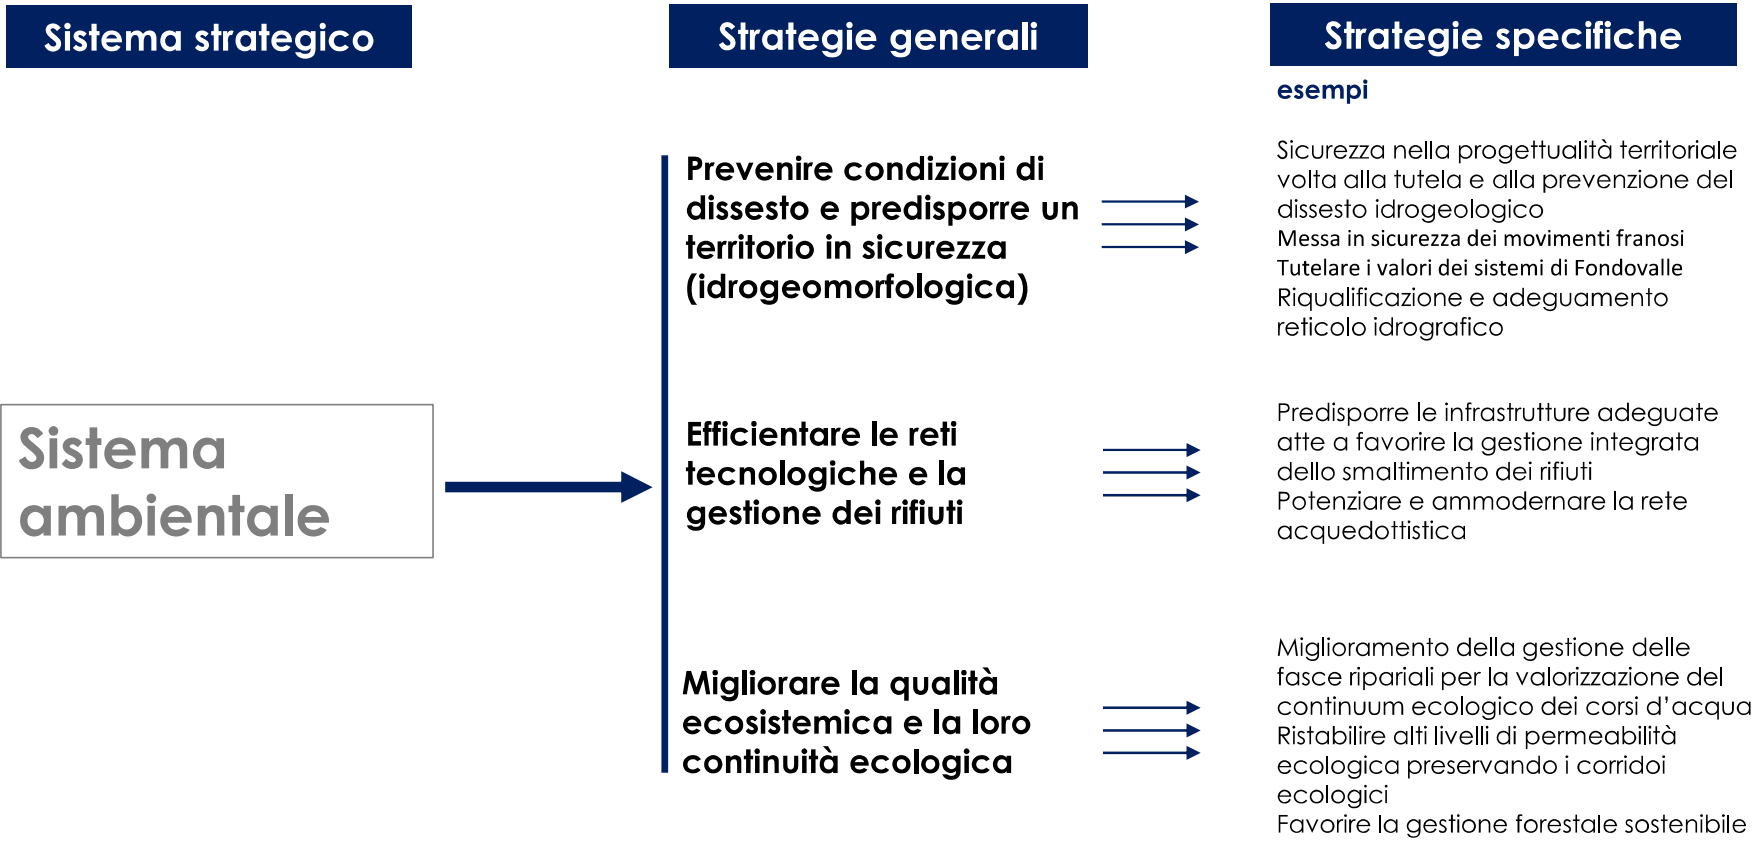 Sistema strategico
Strategie generali
Strategie specifiche
esempi
Prevenire condizioni di
dissesto e predisporre un
territorio in sicurezza
(idrogeomorfologica)
Sicurezza nella progettualità territoriale
volta alla tutela e alla prevenzione del
dissesto idrogeologico
Messa in sicurezza dei movimenti franosi
Tutelare i valori dei sistemi di Fondovalle
Riqualificazione e adeguamento
reticolo idrografico
Sistema
ambientale
Efficientare le reti
tecnologiche e la
gestione dei rifiuti
Predisporre le infrastrutture adeguate
atte a favorire la gestione integrata
dello smaltimento dei rifiuti
Potenziare e ammodernare la rete
acquedottistica
Migliorare la qualità
ecosistemica e la loro
continuità ecologica
Miglioramento della gestione delle
fasce ripariali per la valorizzazione del
continuum ecologico dei corsi d'acqua
Ristabilire alti livelli di permeabilità
ecologica preservando i corridoi
ecologici
Favorire la gestione forestale sostenibile